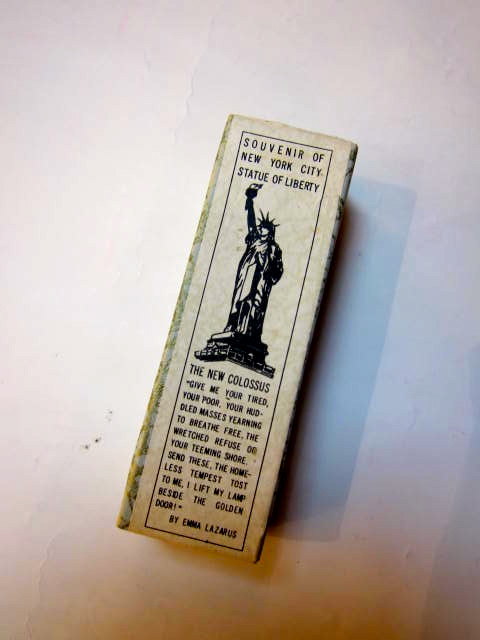 SOUVENIR OF
NEW YORK CITY
STATUE OF LIBERTY
THE NEW COLOSSUS
"GIVE ME YOUR TIRED,
YOUR POOR, YOUR HUD-
DLED MASSES YEARNING
TO BREATHE FREE, THE
WRETCHED REFUSE OF
YOUR TEEMING SHORE.
SEND THESE, THE HOME-
LESS TEMPEST TOST
TO ME, I LIFT MY LAMP
BESIDE THE GOLDEN
DOOR!"
BY EMMA LAZARUS